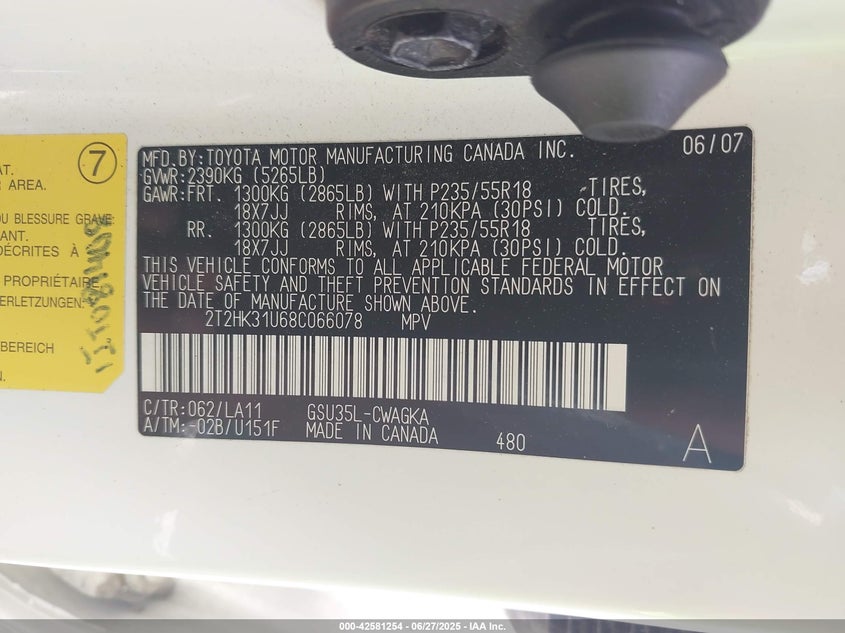 7
AT.
R AREA.
DU BLESSURE GRAVE
ANT.
DÉCRITES À
PROPRIÉTAIRE.
ERLETZUNGEN:
BEREICH
N.
MFD.BY:TOYOTA MOTOR MANUFACTURING CANADA INC. 06/07
GVWR:2390KG (5265LB)
GAWR:FRT. 1300KG (2865LB) WITH P235/55R18 TIRES,
18X7JJ RIMS, AT 210KPA (30PSI) COLD.
RR. 1300KG (2865LB) WITH P235/55R18 TIRES,
18X7JJ RIMS, AT 210KPA (30PSI) COLD.
THIS VEHICLE CONFORMS TO ALL APPLICABLE FEDERAL MOTOR
VEHICLE SAFETY AND THEFT PREVENTION STANDARDS IN EFFECT ON
THE DATE OF MANUFACTURE SHOWN ABOVE.
2T2HK31U68C066078 MPV
C/TR:062/LA11 GSU35L-CWAGKA
A/TM:-02B/U151F MADE IN CANADA 480 A
000-42581254 - 06/27/2025 - IAA Inc.